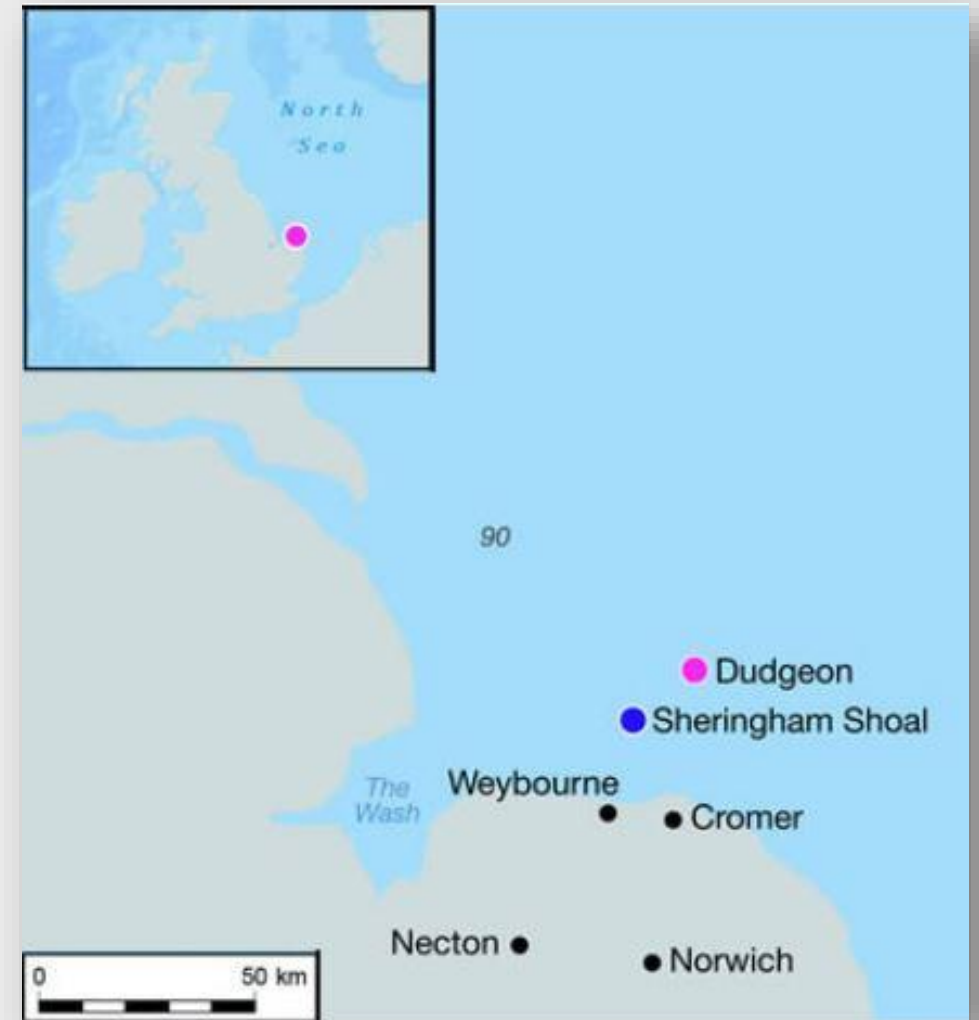 North
Sea
90
Dudgeon
Sheringham Shoal
The
Wash
Weybourne
Cromer
Necton
Norwich
0 50 km